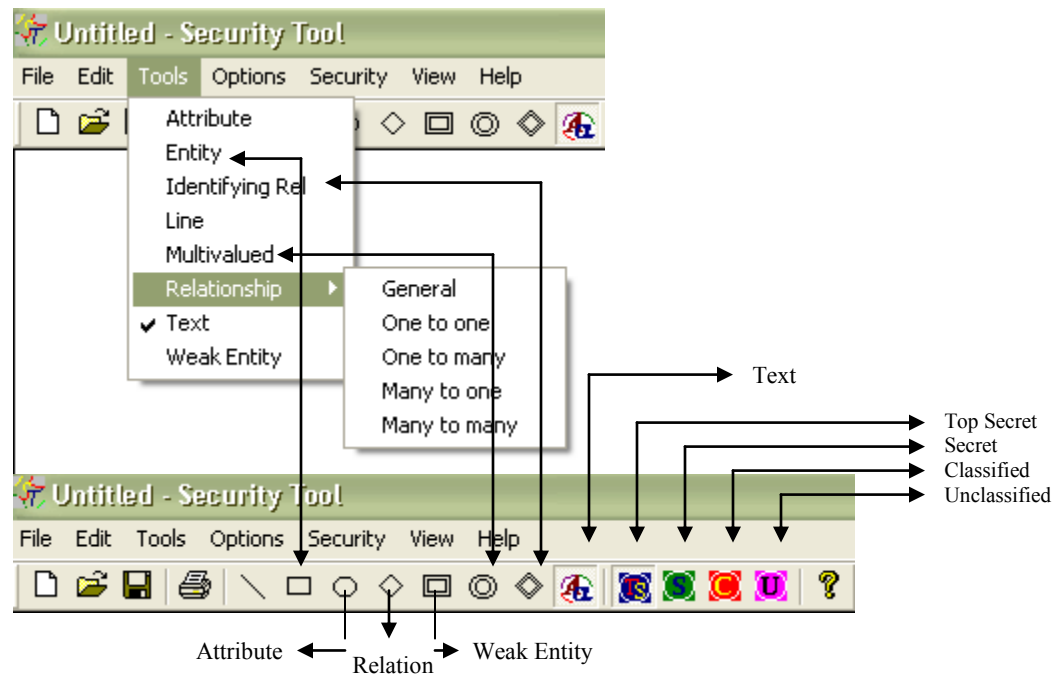 Untitled - Security Tool
File Edit Tools Options Security View Help
Attribute
Entity
Identifying Rel
Line
Multivalued
Relationship
Text
Weak Entity
General
One to one
One to many
Many to one
Many to many
Text
Top Secret
Secret
Classified
Unclassified
Untitled - Security Tool
File Edit Tools Options Security View Help
Ts S C U ?
Attribute
Relation
Weak Entity